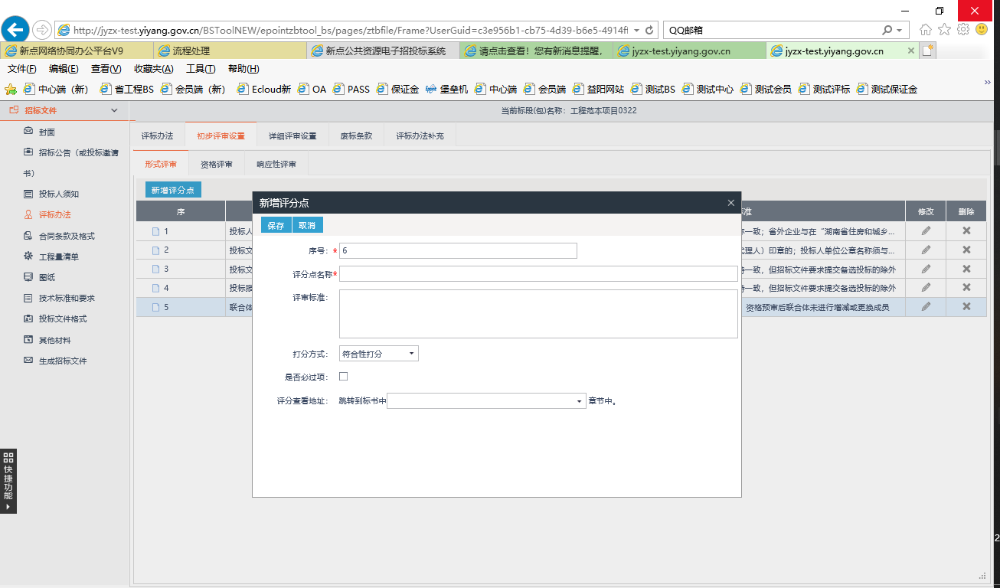 http://jyzx-test.yiyang.gov.cn/BSToolNEW/epointzbtool_bs/pages/ztbfile/Frame?UserGuid=c3e956b1-cb75-4d39-b6e5-4914ff
QQ邮箱
新点网络协同办公平台V9
流程处理
新点公共资源电子招投标系统
请点击查看！您有新消息提醒，
jyzx-test.yiyang.gov.cn
jyzx-test.yiyang.gov.cn
文件(F) 编辑(E) 查看(V) 收藏夹(A) 工具(T) 帮助(H)
中心端（新） 省工程BS 会员端（新） Ecloud新 OA PASS 保证金 堡垒机 中心端 会员端 益阳网站 测试BS 测试中心 测试会员 测试评标 测试保证金
招标文件
当前标段(包)名称：工程范本项目0322
封面
招标公告（或投标邀请
书）
投标人须知
评标办法
合同条款及格式
工程量清单
图纸
技术标准和要求
投标文件格式
其他材料
生成招标文件
快捷功能
评标办法 初步评审设置 详细评审设置 废标条款 评标办法补充
形式评审 资格评审 响应性评审
新增评分点
序 准 修改 删除
1 投标人 一致；省外企业与在“湖南省住房和城乡...
2 投标文 代理人）印章的；投标人单位公章名称须与...
3 投标文 一致，但招标文件要求提交备选投标的除外
4 投标报 一致，但招标文件要求提交备选投标的除外
5 联合体 资格预审后联合体未进行增减或更换成员
新增评分点
保存 取消
序号：* 6
评分点名称*
评审标准：
打分方式： 符合性打分
是否必过项：
评分查看地址： 跳转到标书中 章节中。
2